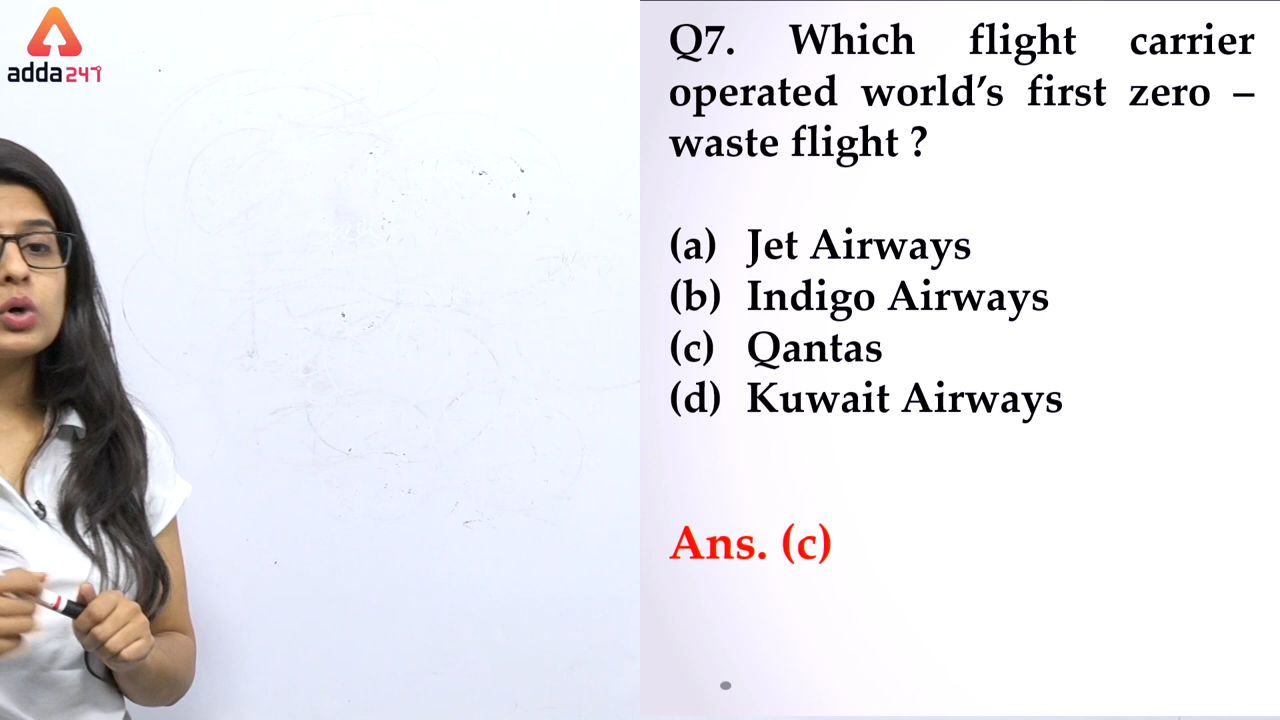 adda247
Q7. Which flight carrier
operated world's first zero –
waste flight ?
(a) Jet Airways
(b) Indigo Airways
(c) Qantas
(d) Kuwait Airways
Ans. (c)